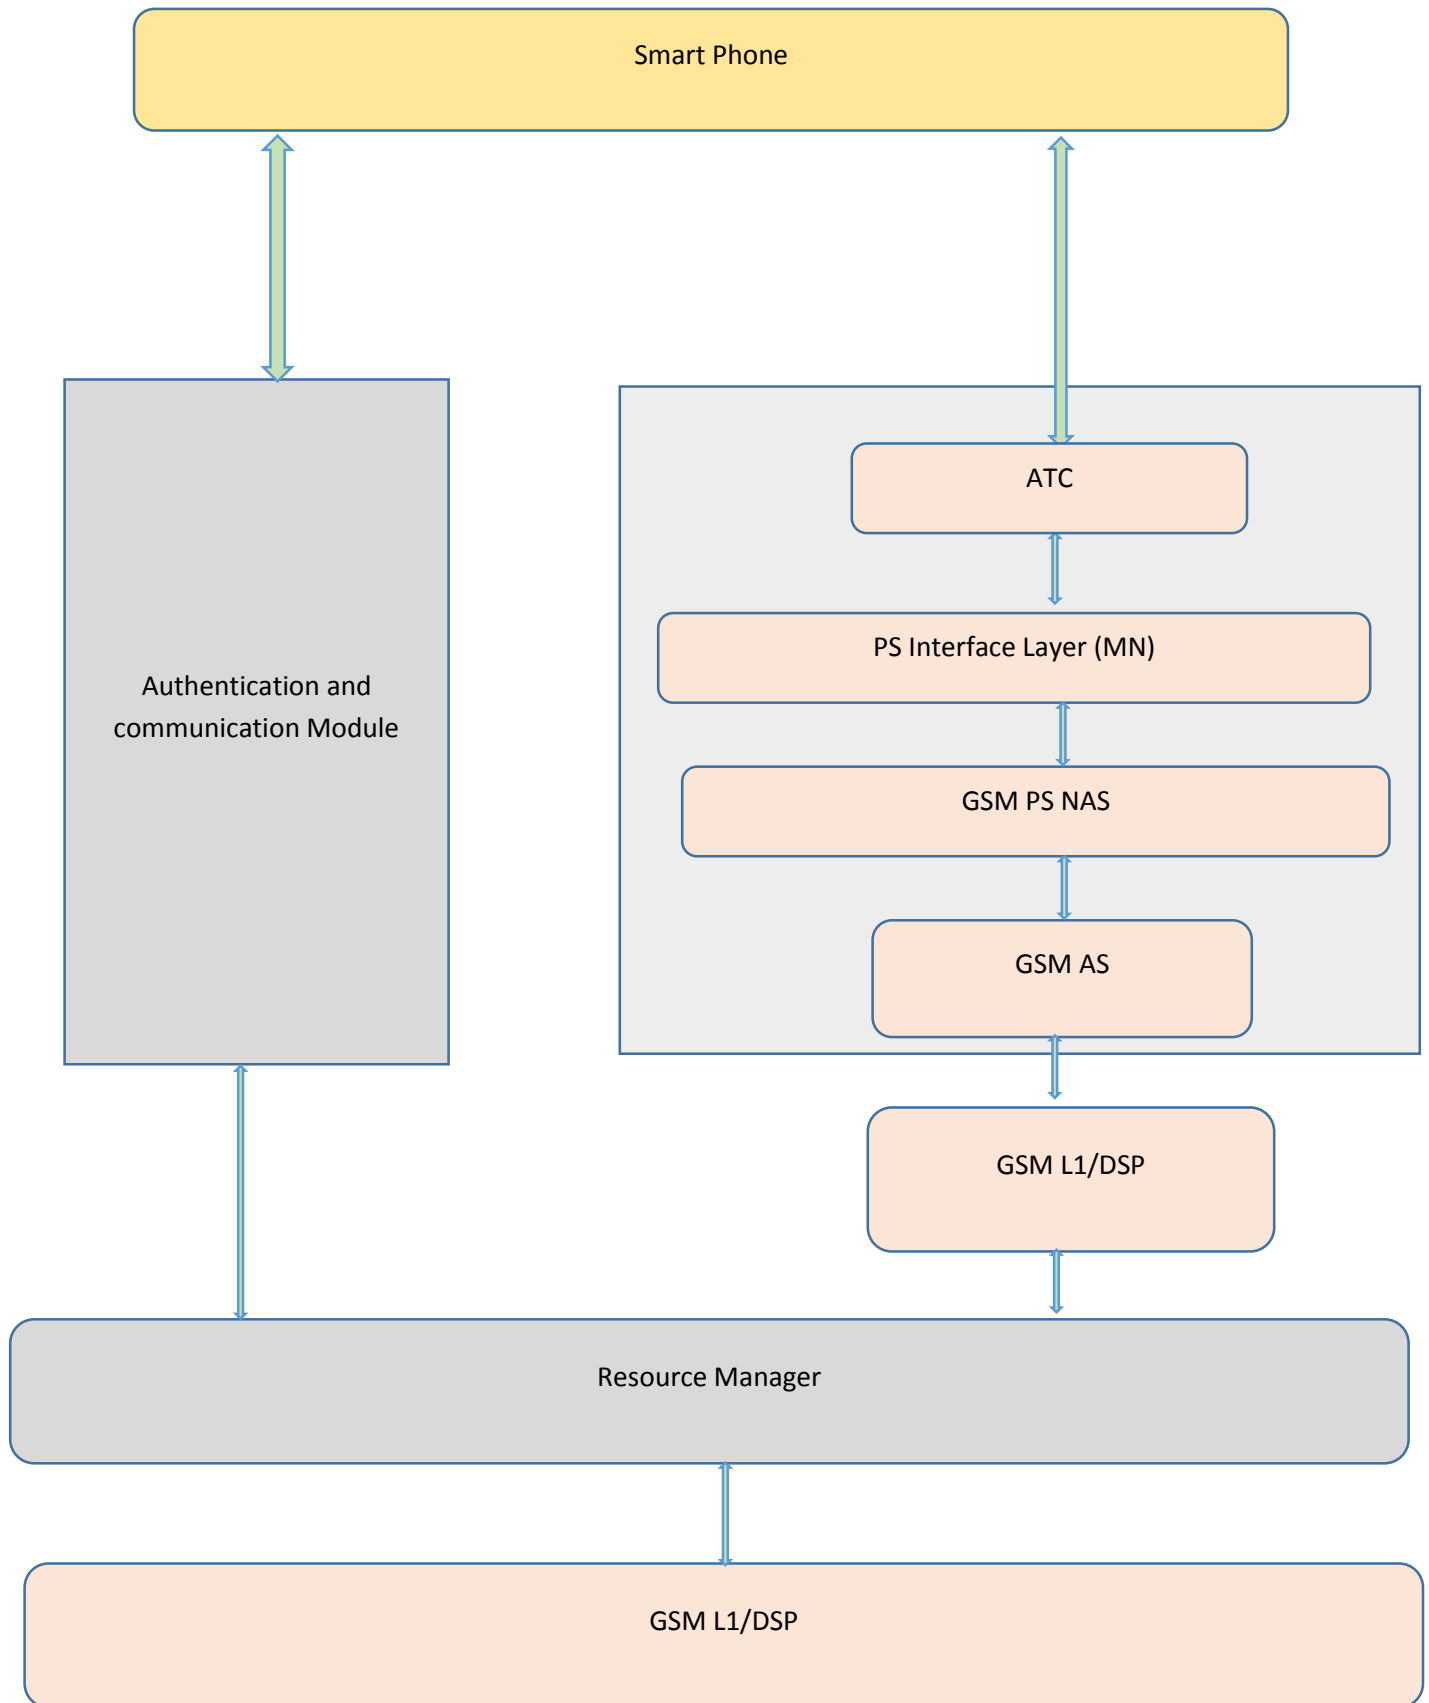 Smart Phone
ATC
PS Interface Layer (MN)
Authentication and
communication Module
GSM PS NAS
GSM AS
GSM L1/DSP
Resource Manager
GSM L1/DSP